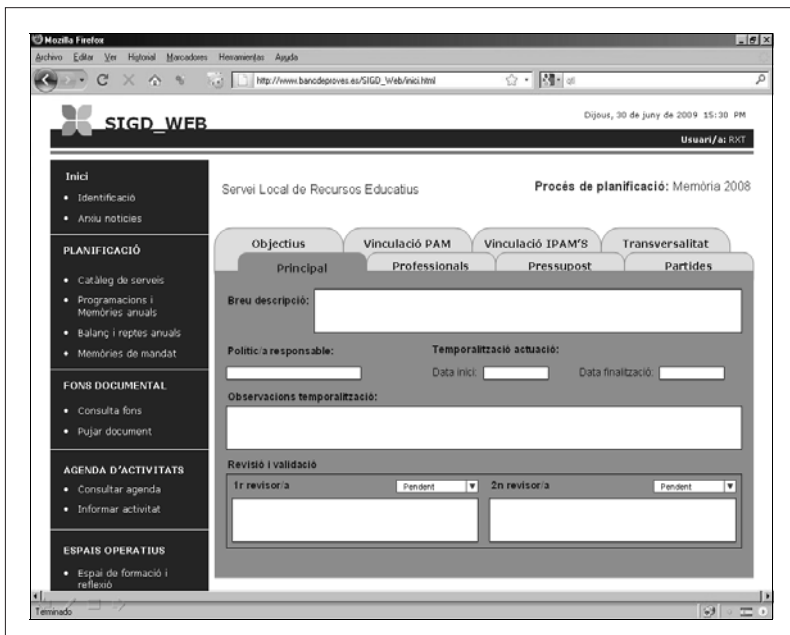 Mozilla Firefox
Archivo Editar Ver Historial Marcadores Herramientas Ayuda
http://www.bancdeproves.es/SIGD_Web/inici.html
SIGD_WEB
Dijous, 30 de juny de 2009 15:30 PM
Usuari/a: RXT
Inici
• Identificació
• Arxiu notícies
PLANIFICACIÓ
• Catàleg de serveis
• Programacions i
Memòries anuals
• Balanç i reptes anuals
• Memòries de mandat
FONS DOCUMENTAL
• Consulta fons
• Pujar document
AGENDA D'ACTIVITATS
• Consultar agenda
• Informar activitat
ESPAIS OPERATIUS
• Espai de formació i
reflexió
Servei Local de Recursos Educatius
Procés de planificació: Memòria 2008
Objectius Vinculació PAM Vinculació IPAM'S Transversalitat
Principal Professionals Pressupost Partides
Breu descripció:
Polític/a responsable:
Temporalització actuació:
Data inici: Data finalització:
Observacions temporalització:
Revisió i validació
1r revisor/a Pendent 2n revisor/a Pendent
Terminado